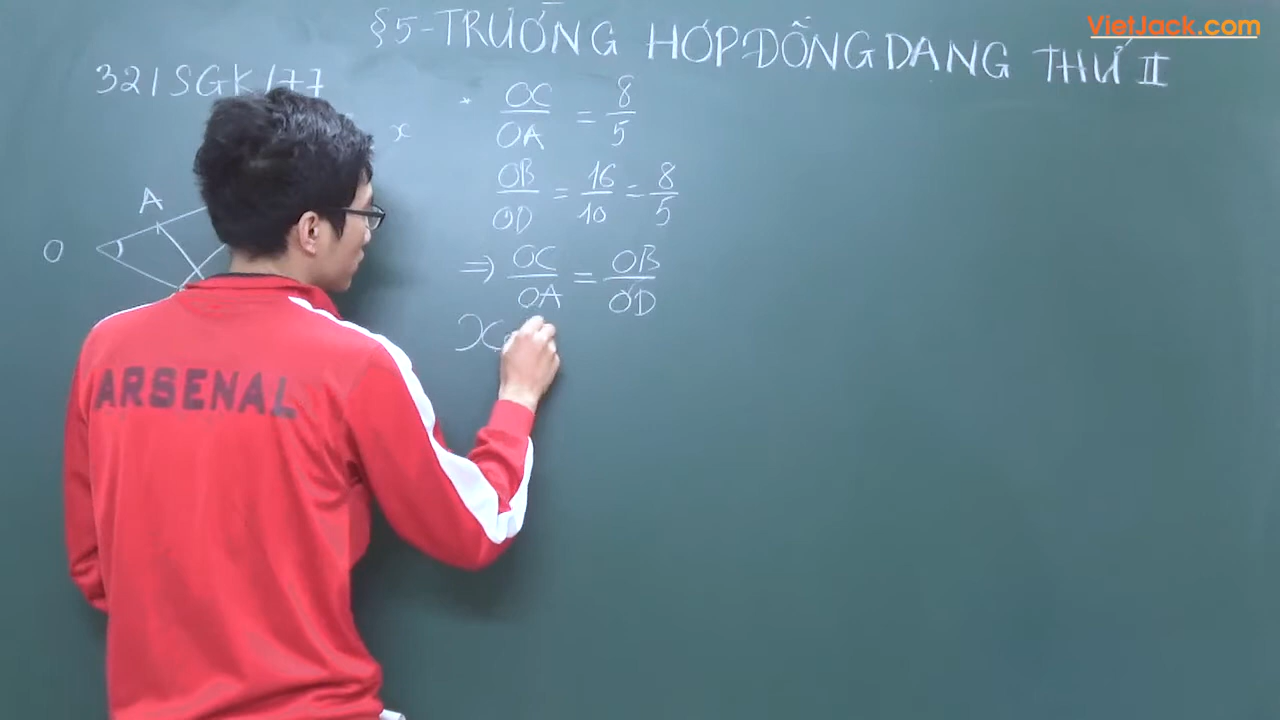 VietJack.com
§5-TRƯỜNG HỢP ĐỒNG DẠNG THỨ II
32/SGK/77
x
* OC/OA = 8/5
A
OB/OD = 16/10 = 8/5
O
=> OC/OA = OB/OD
ARSENAL